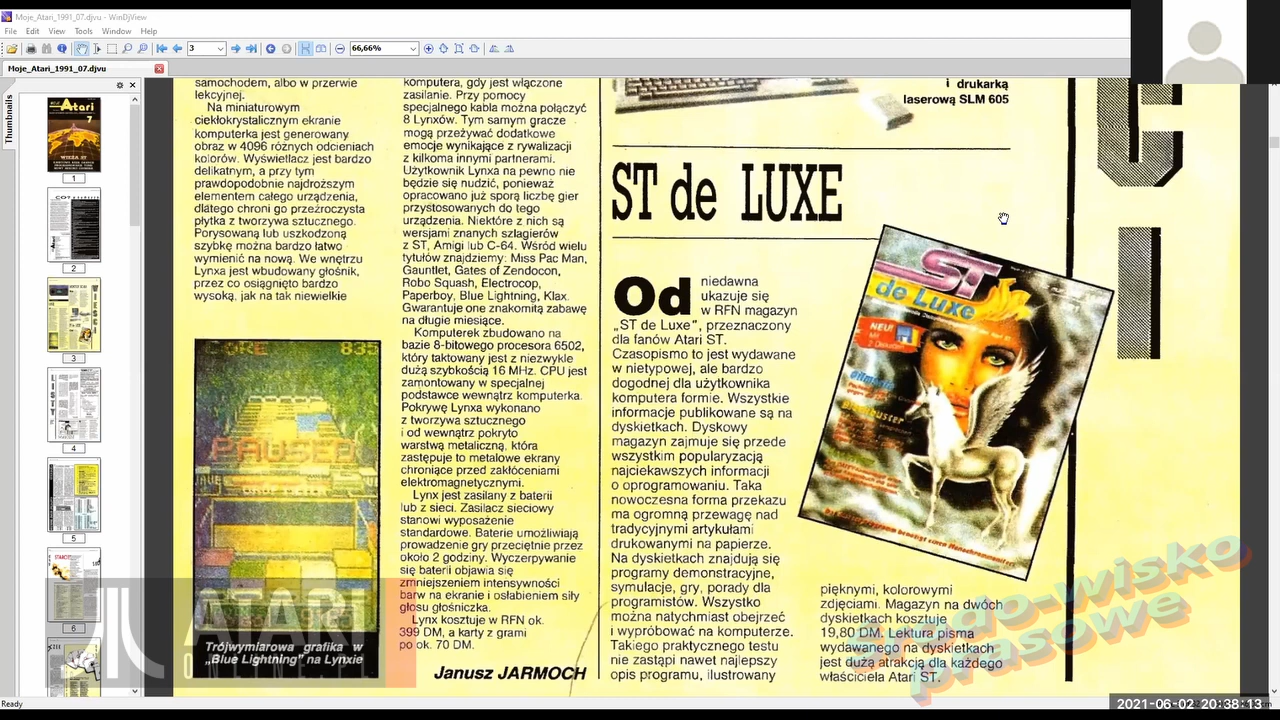 Moje_Atari_1991_07.djvu - WinDjView
File Edit View Tools Window Help
3
66,66%
Moje_Atari_1991_07.djvu
Thumbnails
1
2
3
4
5
6
samochodem, albo w przerwie
lekcyjnej.
Na miniaturowym
ciekłokrystalicznym ekranie
komputerka jest generowany
obraz w 4096 różnych odcieniach
kolorów. Wyświetlacz jest bardzo
delikatnym, a przy tym
prawdopodobnie najdroższym
elementem całego urządzenia,
dlatego chroni go przeźroczysta
płytka z tworzywa sztucznego.
Porysowaną lub uszkodzoną
szybkę można bardzo łatwo
wymienić na nową. We wnętrzu
Lynxa jest wbudowany głośnik,
przez co osiągnięto bardzo
wysoką, jak na tak niewielkie
835
Trójwymiarowa grafika w
„Blue Lightning” na Lynxie
komputera, gdy jest włączone
zasilanie. Przy pomocy
specjalnego kabla można połączyć
8 Lynxów. Tym samym gracze
mogą przeżywać dodatkowe
emocje wynikające z rywalizacji
z kilkoma innymi partnerami.
Użytkownik Lynxa na pewno nie
będzie się nudzić, ponieważ
opracowano już sporą liczbę gier
przystosowanych do tego
urządzenia. Niektóre z nich są
wersjami znanych szlagierów
z ST, Amigi lub C-64. Wśród wielu
tytułów znajdziemy: Miss Pac Man,
Gauntlet, Gates of Zendocon,
Robo Squash, Electrocop,
Paperboy, Blue Lightning, Klax.
Gwarantuje one znakomitą zabawę
na długie miesiące.
Komputerek zbudowano na
bazie 8-bitowego procesora 6502,
który taktowany jest z niezwykle
dużą szybkością 16 MHz. CPU jest
zamontowany w specjalnej
podstawce wewnątrz komputerka.
Pokrywę Lynxa wykonano
z tworzywa sztucznego
i od wewnątrz pokryto
warstwą metaliczną, która
zastępuje to metalowe ekrany
chroniące przed zakłóceniami
elektromagnetycznymi.
Lynx jest zasilany z baterii
lub z sieci. Zasilacz sieciowy
stanowi wyposażenie
standardowe. Baterie umożliwiają
prowadzenie gry przeciętnie przez
około 2 godziny. Wyczerpywanie
się baterii objawia się
zmniejszeniem intensywności
barw na ekranie i osłabieniem siły
głosu głośniczka.
Lynx kosztuje w RFN ok.
399 DM, a karty z grami
po ok. 70 DM.
Janusz JARMOCH
i drukarką
laserową SLM 605
ST de LUXE
Od niedawna
ukazuje się
w RFN magazyn
„ST de Luxe”, przeznaczony
dla fanów Atari ST.
Czasopismo to jest wydawane
w nietypowej, ale bardzo
dogodnej dla użytkownika
komputera formie. Wszystkie
informacje publikowane są na
dyskietkach. Dyskowy
magazyn zajmuje się przede
wszystkim popularyzacją
najciekawszych informacji
o oprogramowaniu. Taka
nowoczesna forma przekazu
ma ogromną przewagę nad
tradycyjnymi artykułami
drukowanymi na papierze.
Na dyskietkach znajdują się
programy demonstracyjne,
symulacje, gry, porady dla
programistów. Wszystko
można natychmiast obejrzeć
i wypróbować na komputerze.
Takiego praktycznego testu
nie zastąpi nawet najlepszy
opis programu, ilustrowany
ST
de Luxe
NEU!
pięknymi, kolorowymi
zdjęciami. Magazyn na dwóch
dyskietkach kosztuje
19,80 DM. Lektura pisma
wydawanego na dyskietkach
jest dużą atrakcją dla każdego
właściciela Atari ST.
ATARI
prasowe
Ready
2021-06-02 20:38:13